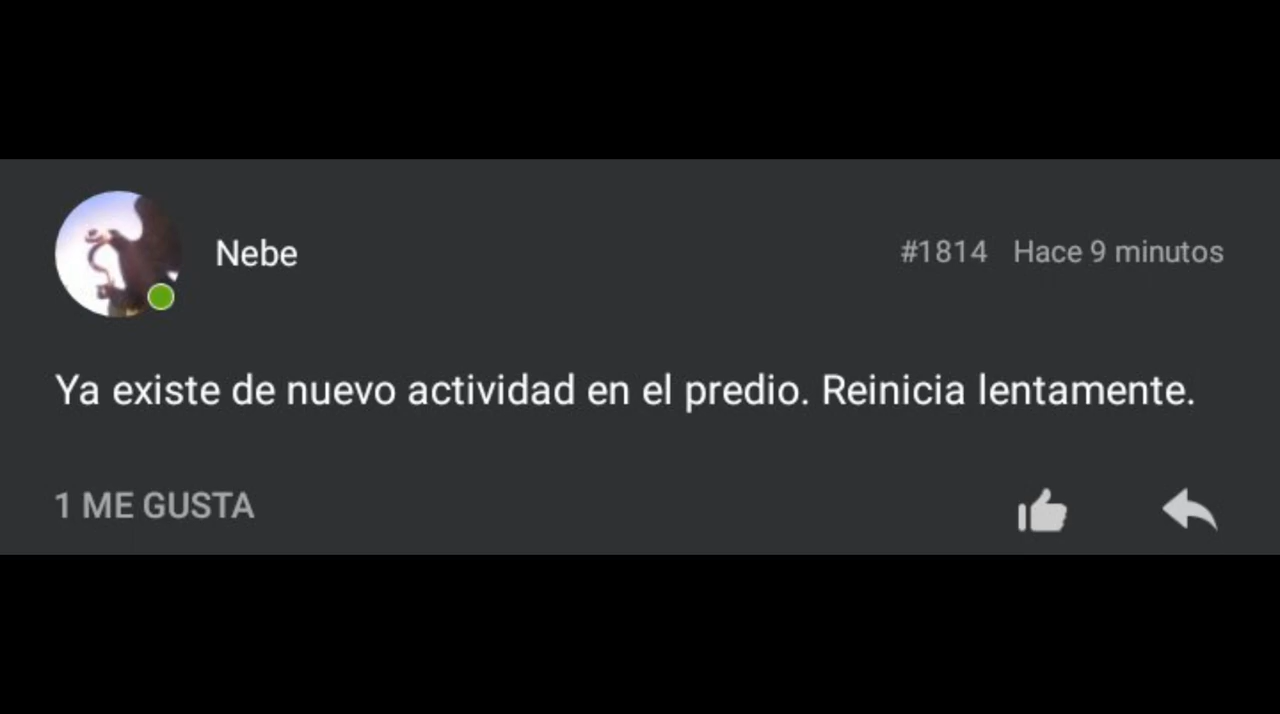 Nebe
#1814 Hace 9 minutos
Ya existe de nuevo actividad en el predio. Reinicia lentamente.
1 ME GUSTA